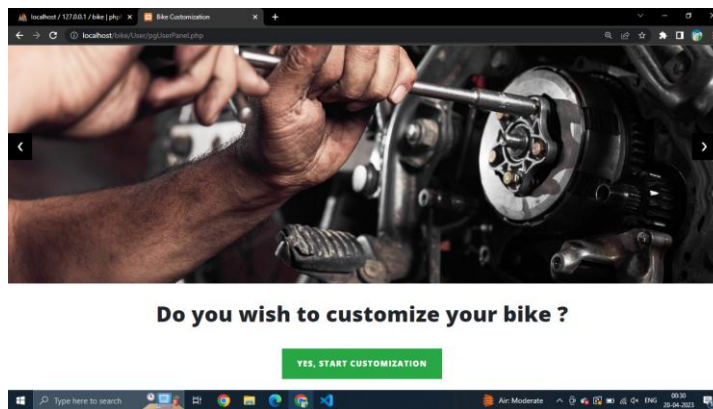 localhost / 127.0.0.1 / bike | php
Bike Customization
localhost/bike/User/pgUserPanel.php
Do you wish to customize your bike ?
YES, START CUSTOMIZATION
Type here to search
Air: Moderate
ENG
00:30
20-04-2023